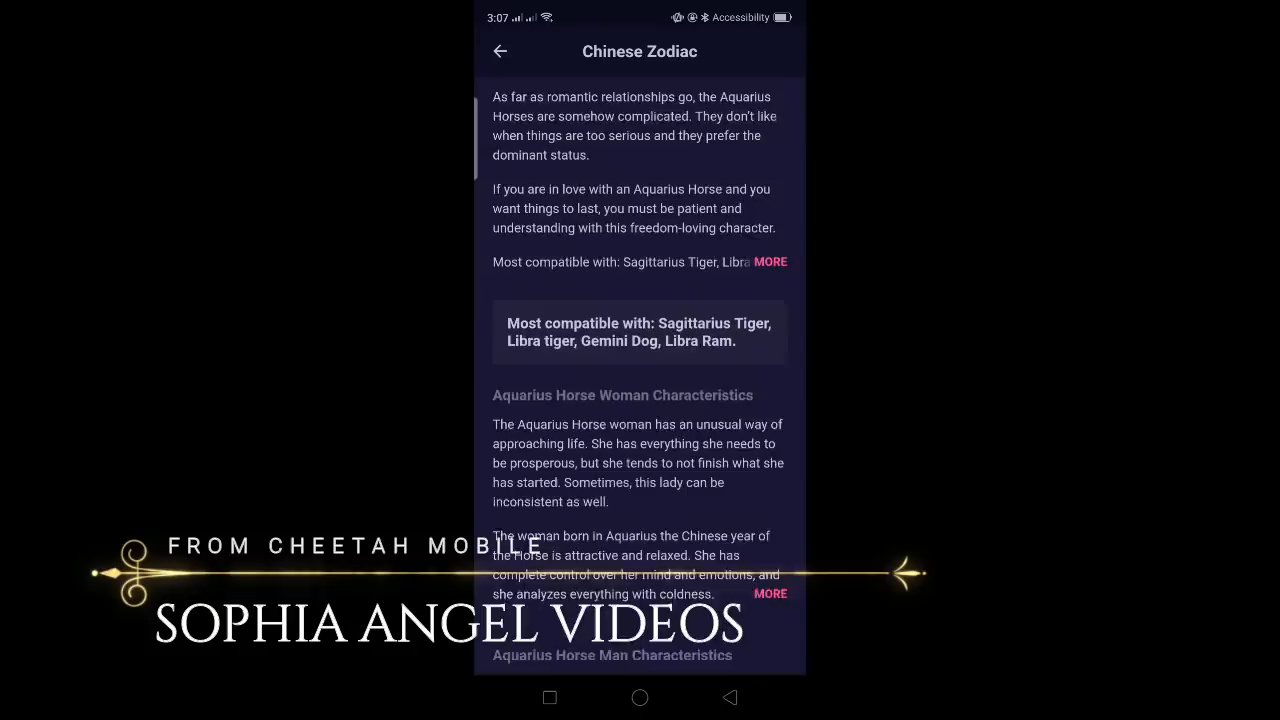 3:07
Accessibility
Chinese Zodiac
As far as romantic relationships go, the Aquarius
Horses are somehow complicated. They don't like
when things are too serious and they prefer the
dominant status.
If you are in love with an Aquarius Horse and you
want things to last, you must be patient and
understanding with this freedom-loving character.
Most compatible with: Sagittarius Tiger, Libra MORE
Most compatible with: Sagittarius Tiger,
Libra tiger, Gemini Dog, Libra Ram.
Aquarius Horse Woman Characteristics
The Aquarius Horse woman has an unusual way of
approaching life. She has everything she needs to
be prosperous, but she tends to not finish what she
has started. Sometimes, this lady can be
inconsistent as well.
The woman born in Aquarius the Chinese year of
the Horse is attractive and relaxed. She has
complete control over her mind and emotions, and
she analyzes everything with coldness. MORE
Aquarius Horse Man Characteristics
FROM CHEETAH MOBILE
SOPHIA ANGEL VIDEOS